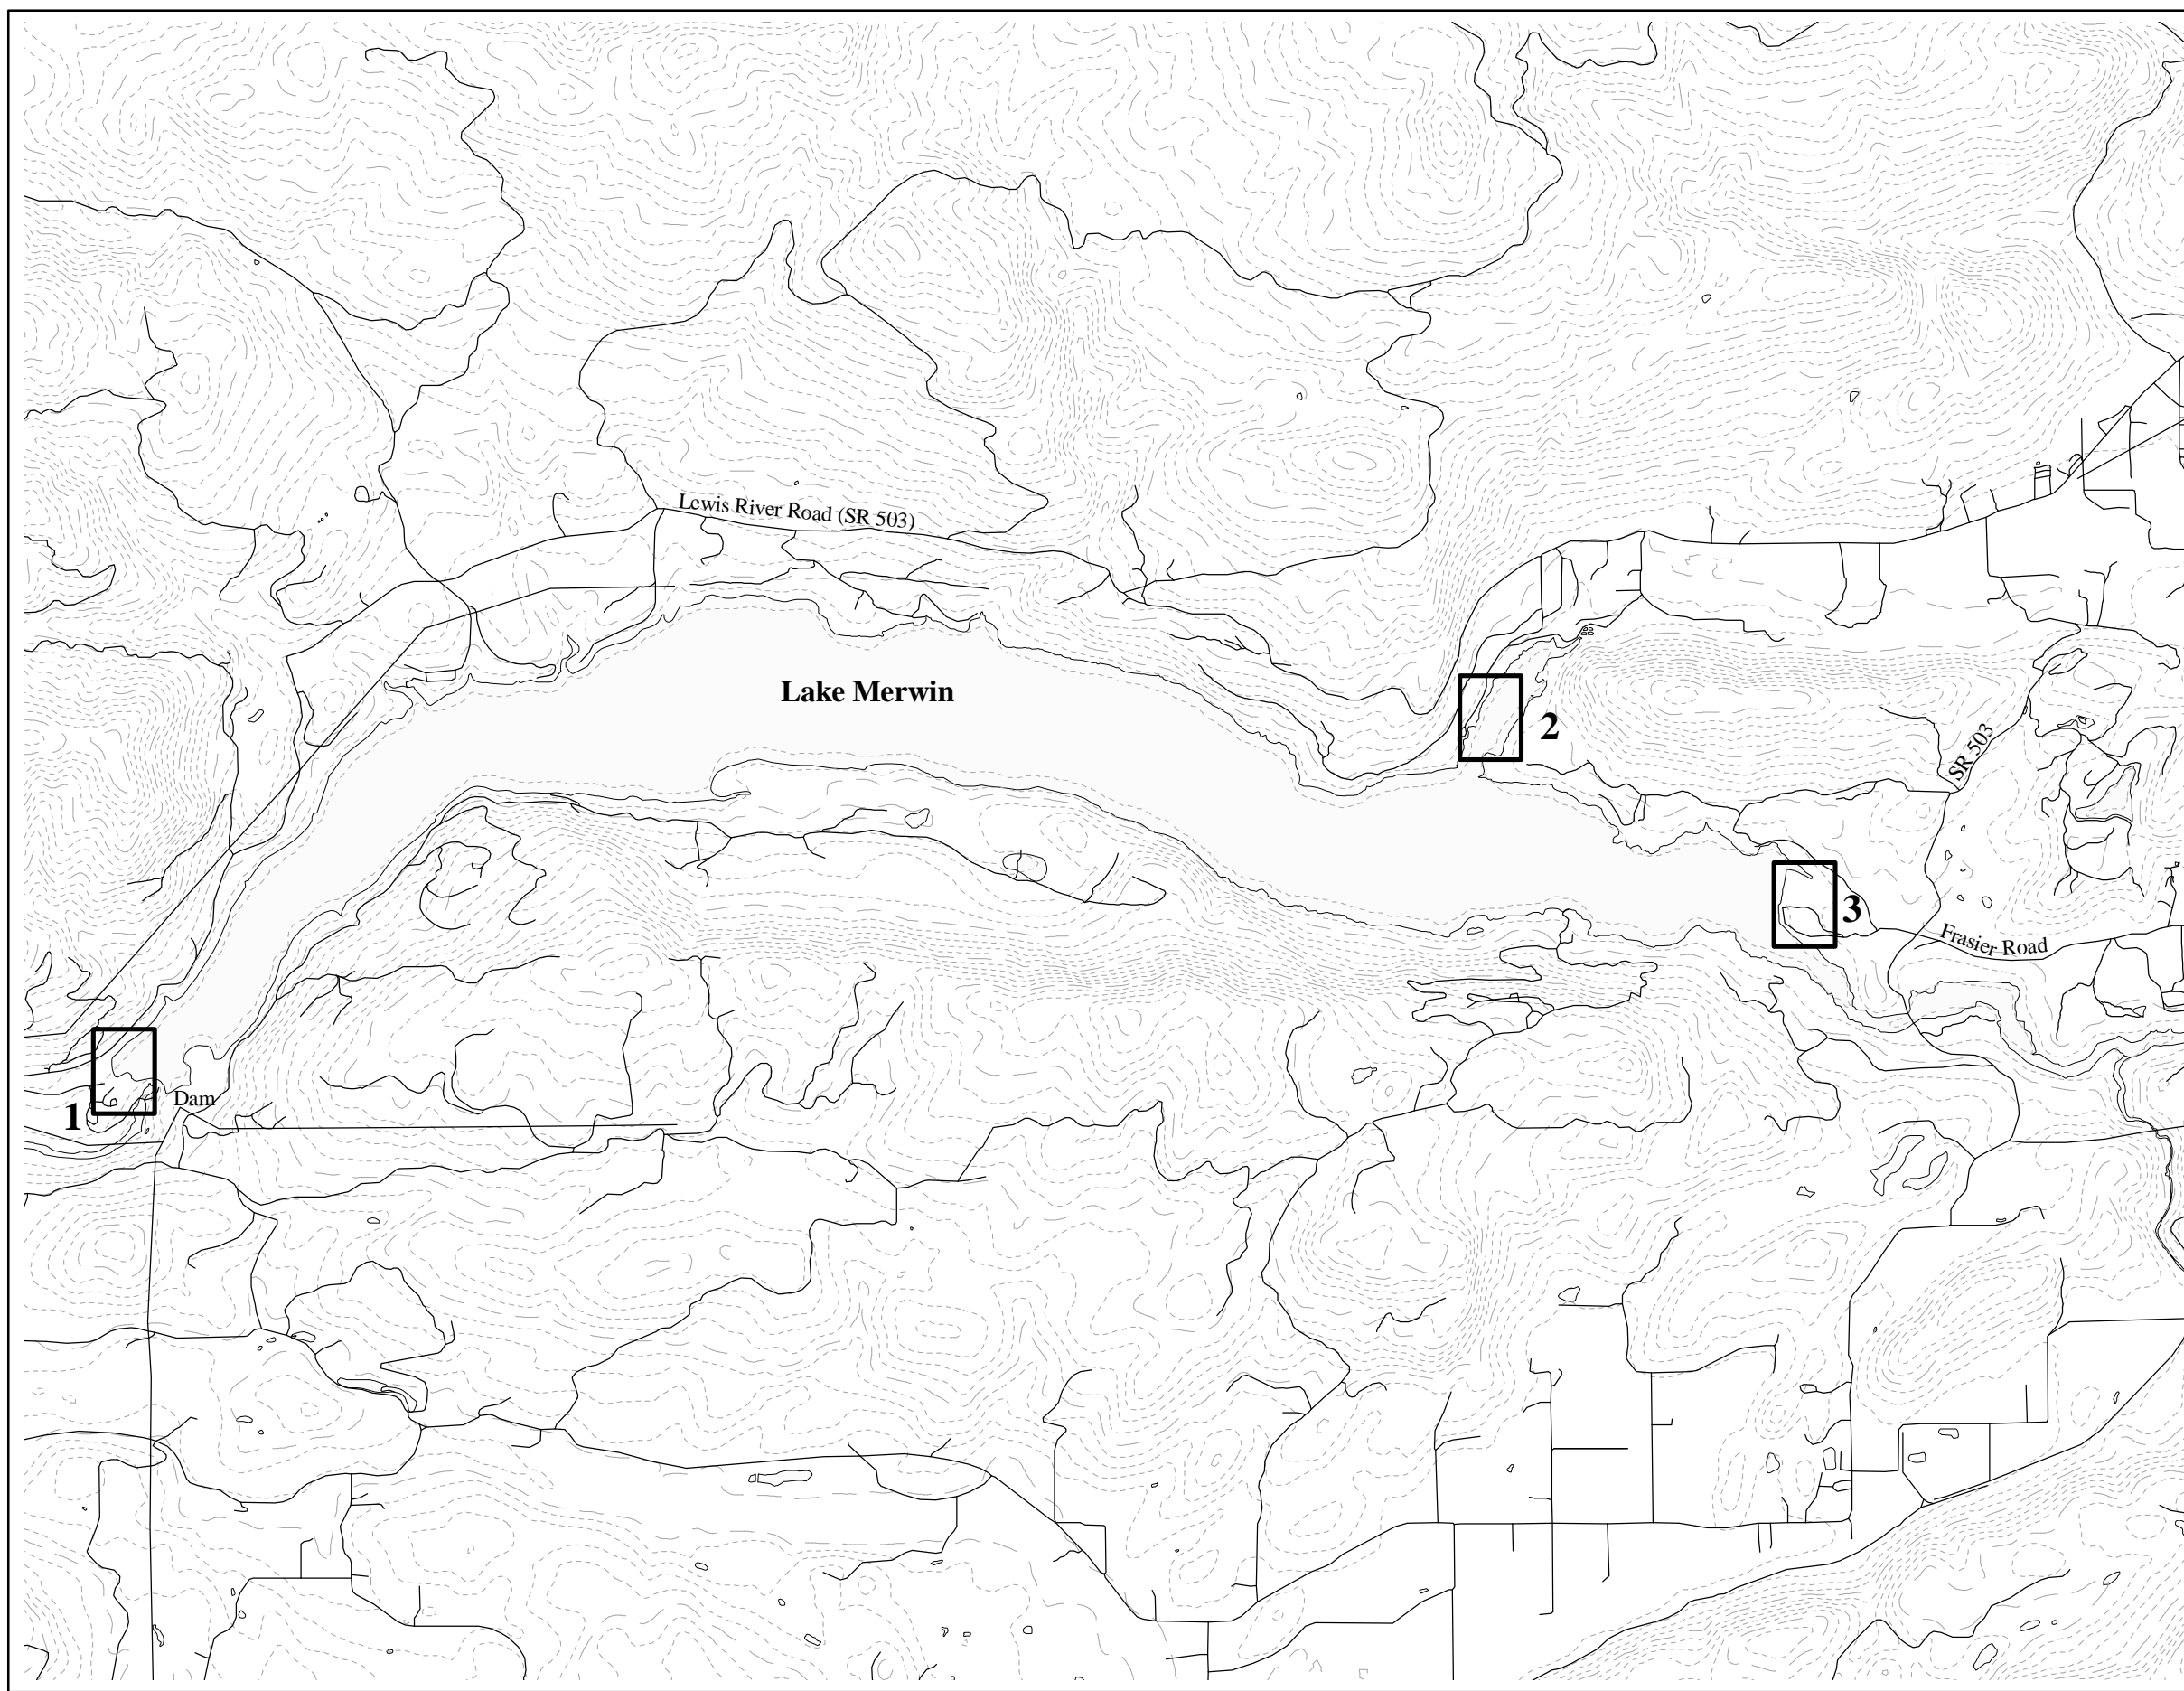 Lewis River Road (SR 503)
Lake Merwin
2
SR 503
3
Frasier Road
Dam
1